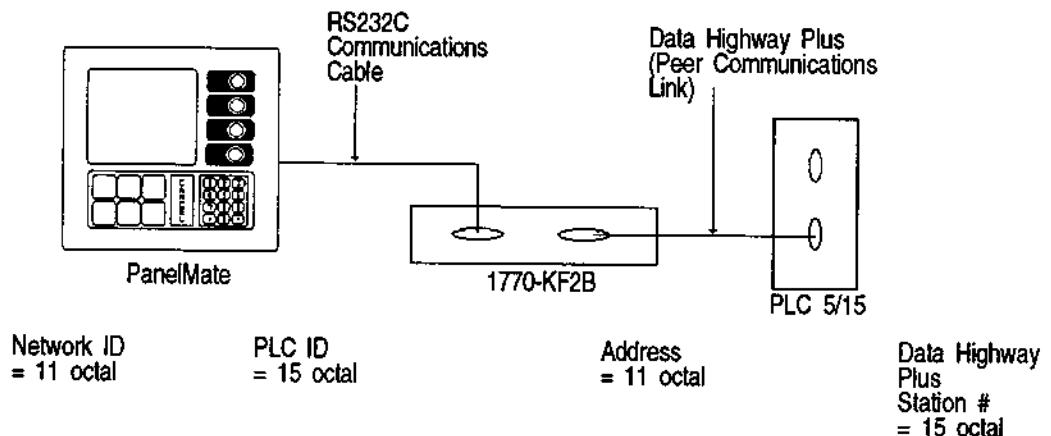 RS232C
Communications
Cable
Data Highway Plus
(Peer Communications
Link)
PanelMate
1770-KF2B
PLC 5/15
Network ID
= 11 octal
PLC ID
= 15 octal
Address
= 11 octal
Data Highway
Plus
Station #
= 15 octal